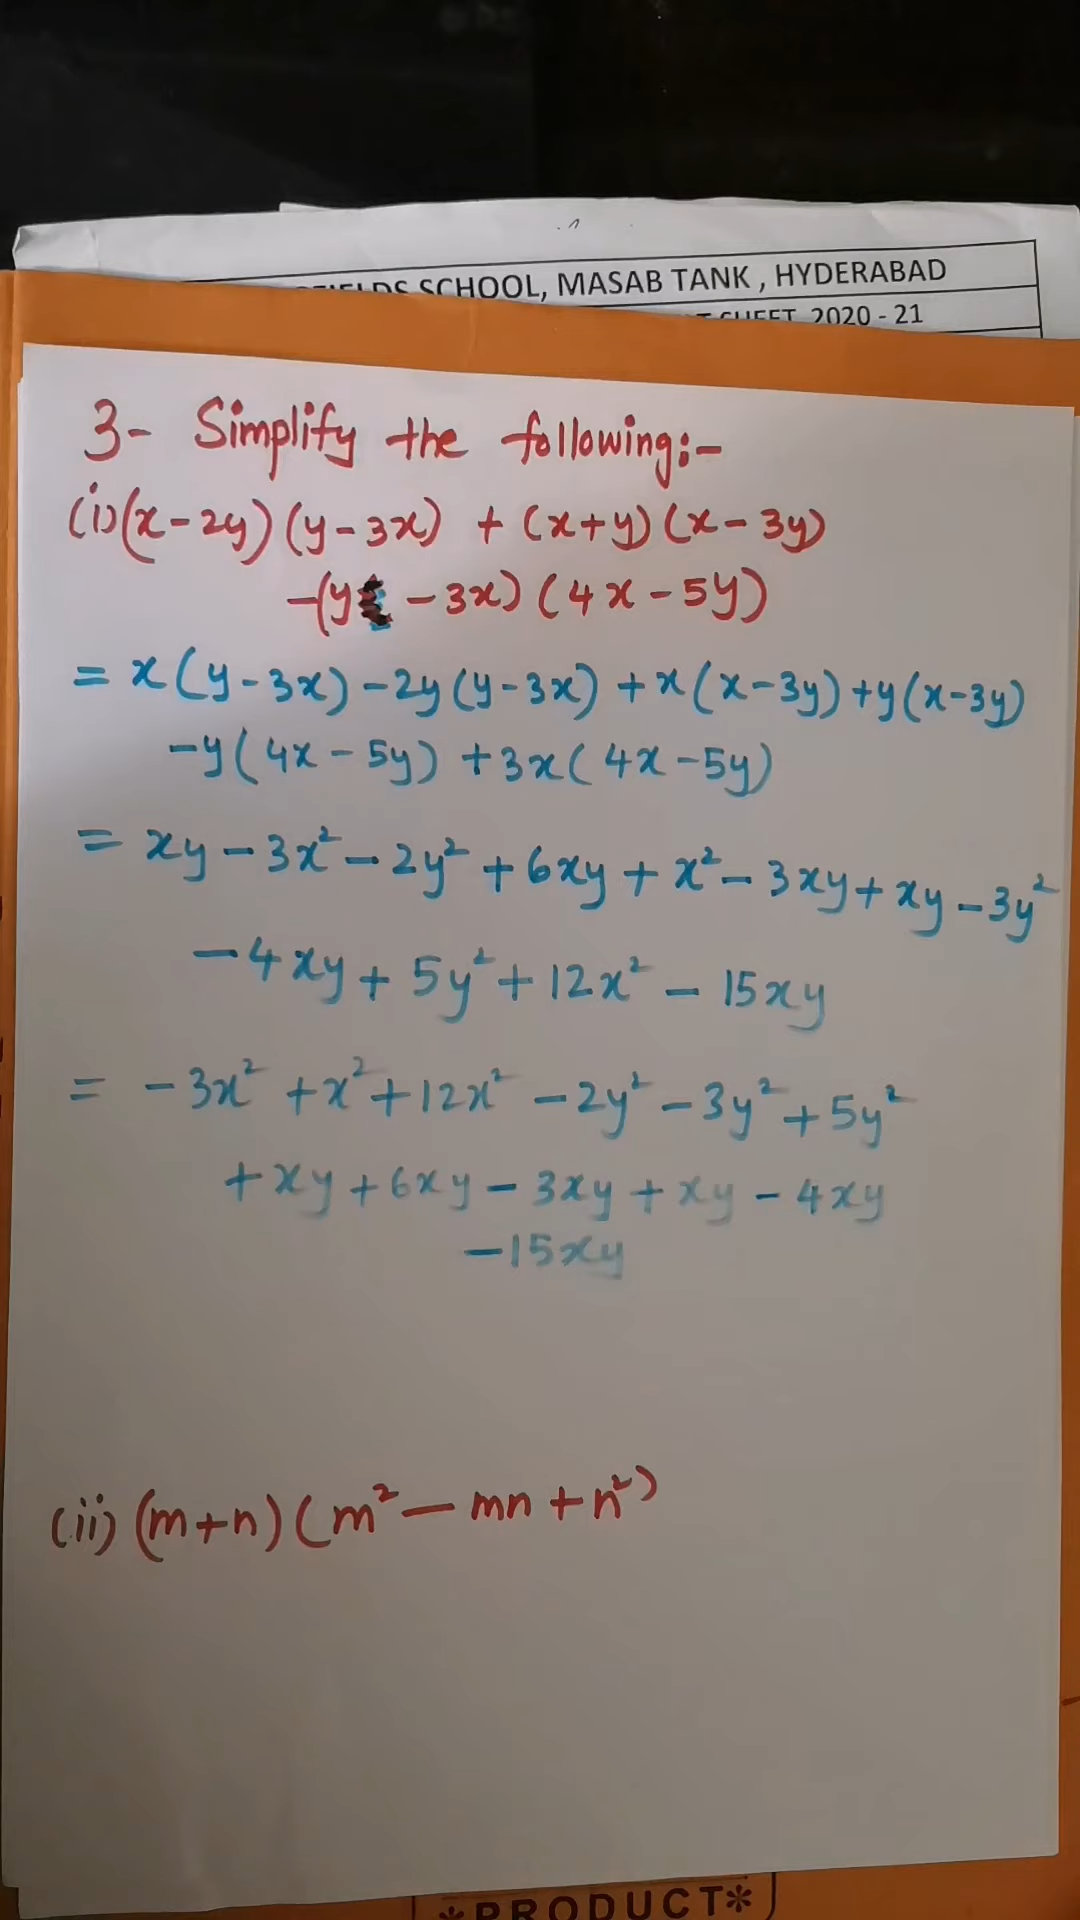 SCHOOL, MASAB TANK , HYDERABAD
2020 - 21
3- Simplify the following:-
(i) (x-2y) (y-3x) + (x+y) (x-3y)
-(y - 3x) (4x-5y)
= x(y-3x) -2y(y-3x) +x(x-3y) +y(x-3y)
-y(4x-5y) +3x(4x-5y)
= xy-3x²-2y²+6xy+x²-3xy+xy-3y²
-4xy+5y²+12x²-15xy
= -3x²+x²+12x²-2y²-3y²+5y²
+xy+6xy-3xy+xy-4xy
-15xy
(ii) (m+n) (m²-mn+n²)
*PRODUCT*